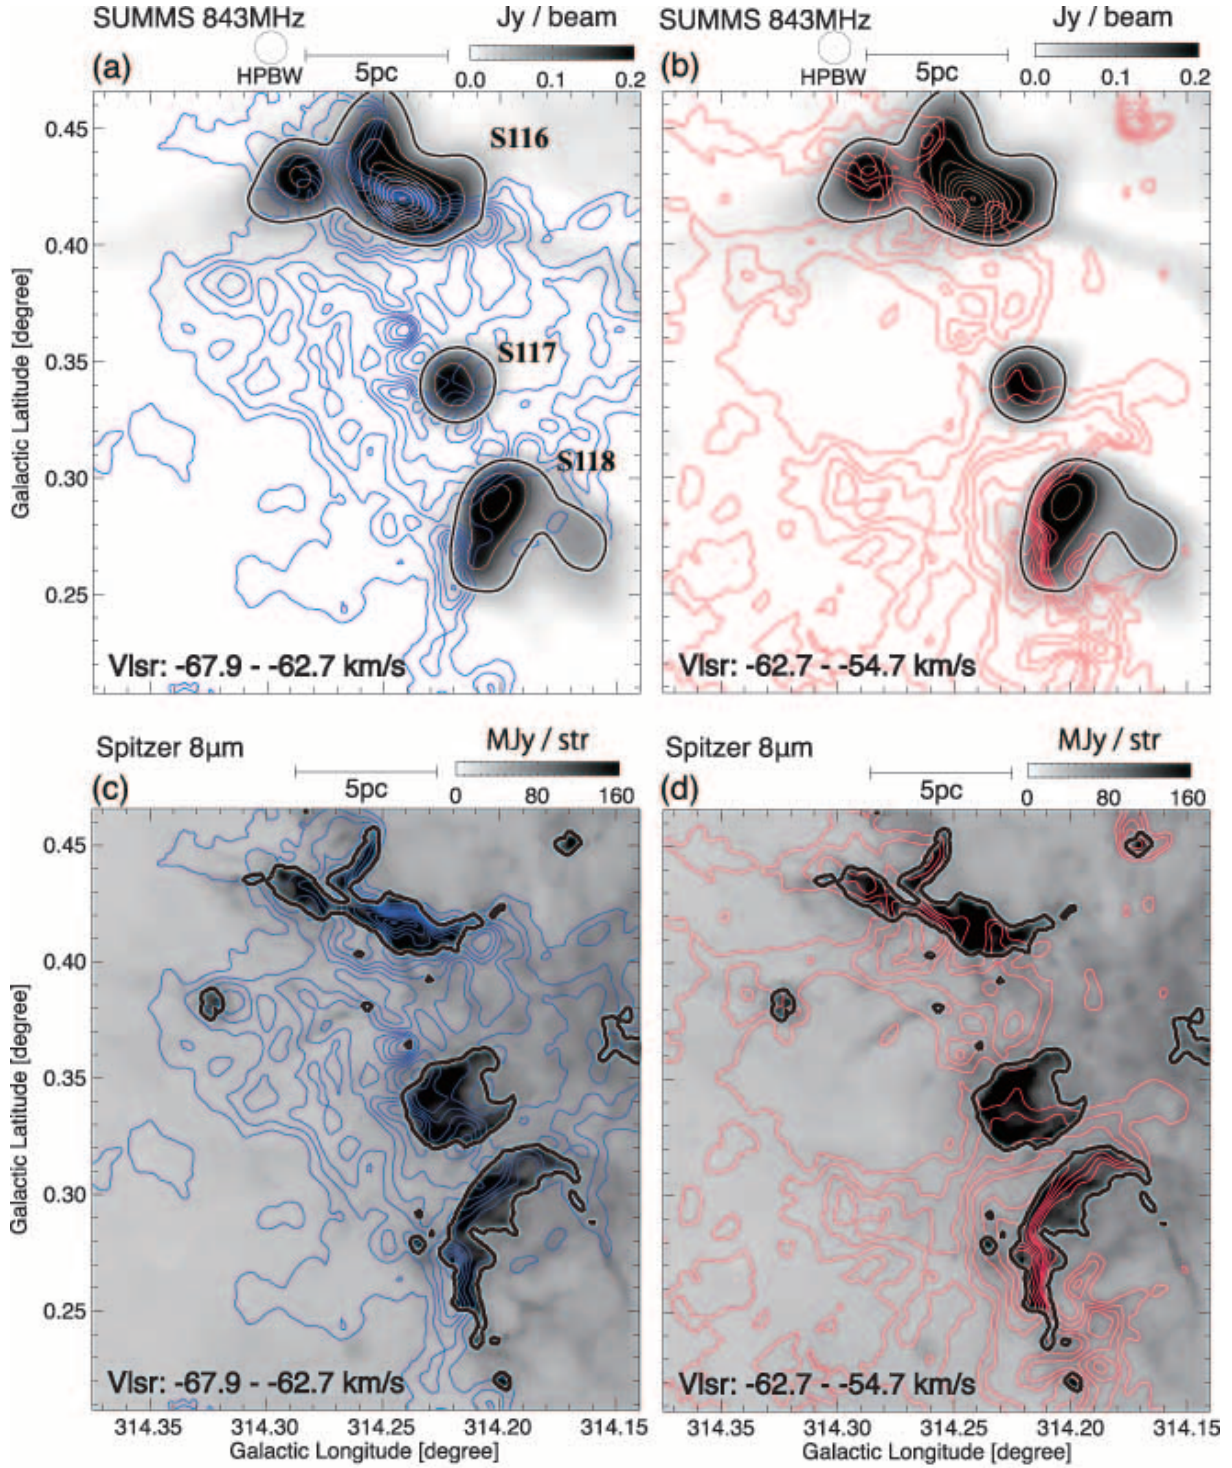 SUMMS 843MHz
Jy / beam
(a)
HPBW
5pc
0.0 0.1 0.2
S116
S117
S118
0.45
0.40
0.35
0.30
0.25
Galactic Latitude [degree]
Vlsr: -67.9 - -62.7 km/s
SUMMS 843MHz
Jy / beam
(b)
HPBW
5pc
0.0 0.1 0.2
Vlsr: -62.7 - -54.7 km/s
Spitzer 8μm
MJy / str
(c)
5pc
0 80 160
0.45
0.40
0.35
0.30
0.25
Galactic Latitude [degree]
Vlsr: -67.9 - -62.7 km/s
314.35 314.30 314.25 314.20
Galactic Longitude [degree]
Spitzer 8μm
MJy / str
(d)
5pc
0 80 160
Vlsr: -62.7 - -54.7 km/s
314.35 314.30 314.25 314.20 314.15
Galactic Longitude [degree]